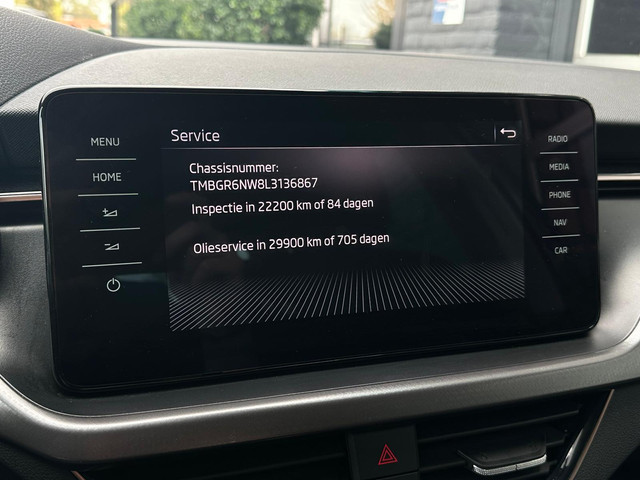 Service
MENU
HOME
Chassisnummer:
TMBGR6NW8L3136867
Inspectie in 22200 km of 84 dagen
Olieservice in 29900 km of 705 dagen
RADIO
MEDIA
PHONE
NAV
CAR